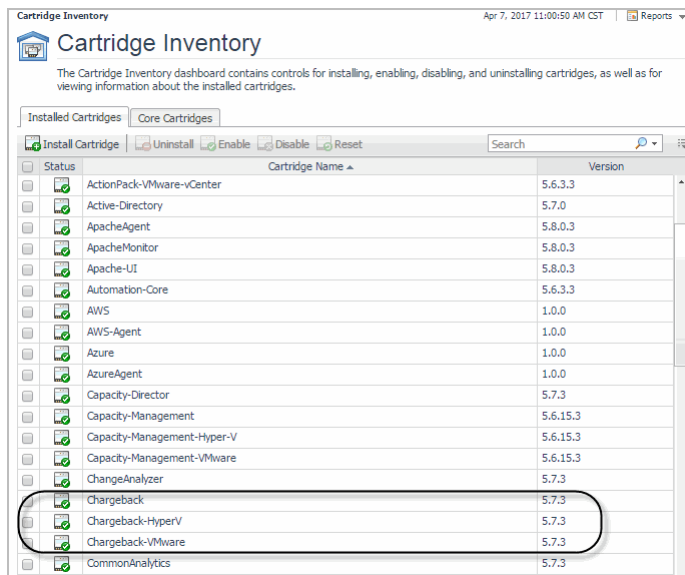 Cartridge Inventory Apr 7, 2017 11:00:50 AM CST Reports
Cartridge Inventory
The Cartridge Inventory dashboard contains controls for installing, enabling, disabling, and uninstalling cartridges, as well as for
viewing information about the installed cartridges.
Installed Cartridges Core Cartridges
Install Cartridge Uninstall Enable Disable Reset Search
Status Cartridge Name Version
ActionPack-VMware-vCenter 5.6.3.3
Active-Directory 5.7.0
ApacheAgent 5.8.0.3
ApacheMonitor 5.8.0.3
Apache-UI 5.8.0.3
Automation-Core 5.6.3.3
AWS 1.0.0
AWS-Agent 1.0.0
Azure 1.0.0
AzureAgent 1.0.0
Capacity-Director 5.7.3
Capacity-Management 5.6.15.3
Capacity-Management-Hyper-V 5.6.15.3
Capacity-Management-VMware 5.6.15.3
ChangeAnalyzer 5.7.3
Chargeback 5.7.3
Chargeback-HyperV 5.7.3
Chargeback-VMware 5.7.3
CommonAnalytics 5.7.3